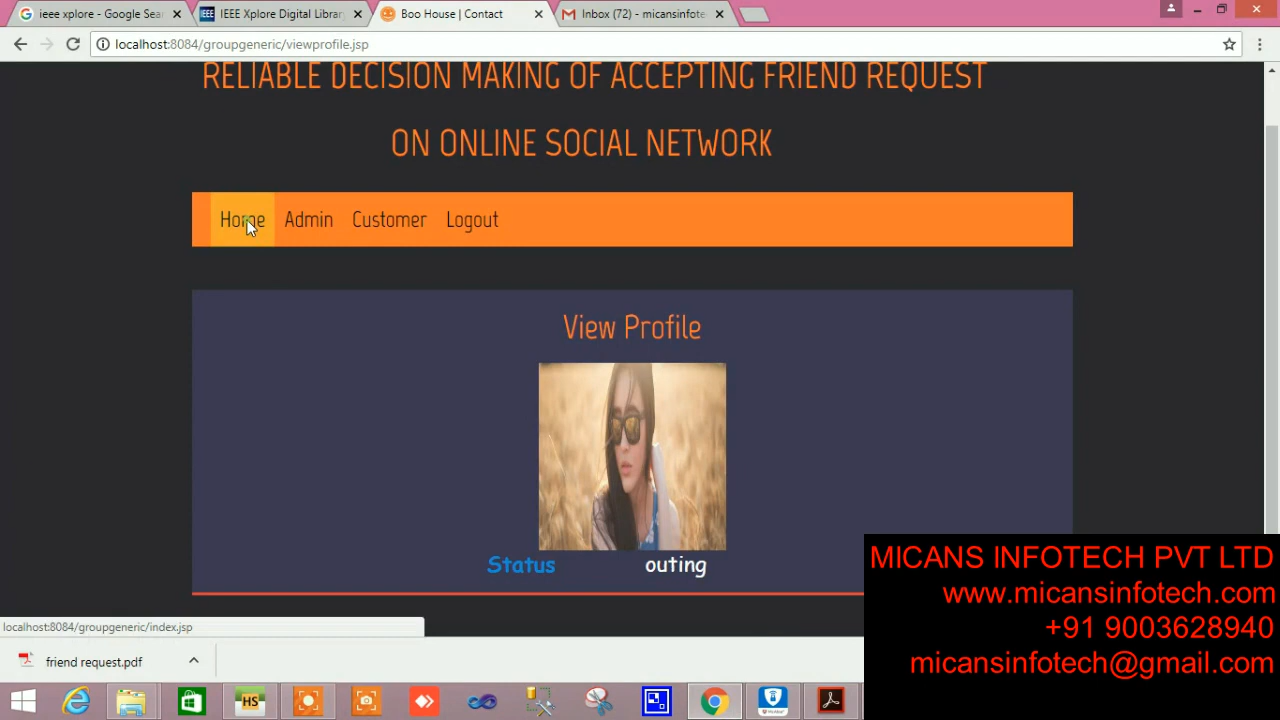 ieee xplore - Google Sea
IEEE Xplore Digital Library
Boo House | Contact
Inbox (72) - micansinfote
localhost:8084/groupgeneric/viewprofile.jsp
RELIABLE DECISION MAKING OF ACCEPTING FRIEND REQUEST
ON ONLINE SOCIAL NETWORK
Home Admin Customer Logout
View Profile
Status outing
MICANS INFOTECH PVT LTD
www.micansinfotech.com
+91 9003628940
micansinfotech@gmail.com
localhost:8084/groupgeneric/index.jsp
friend request.pdf
HS